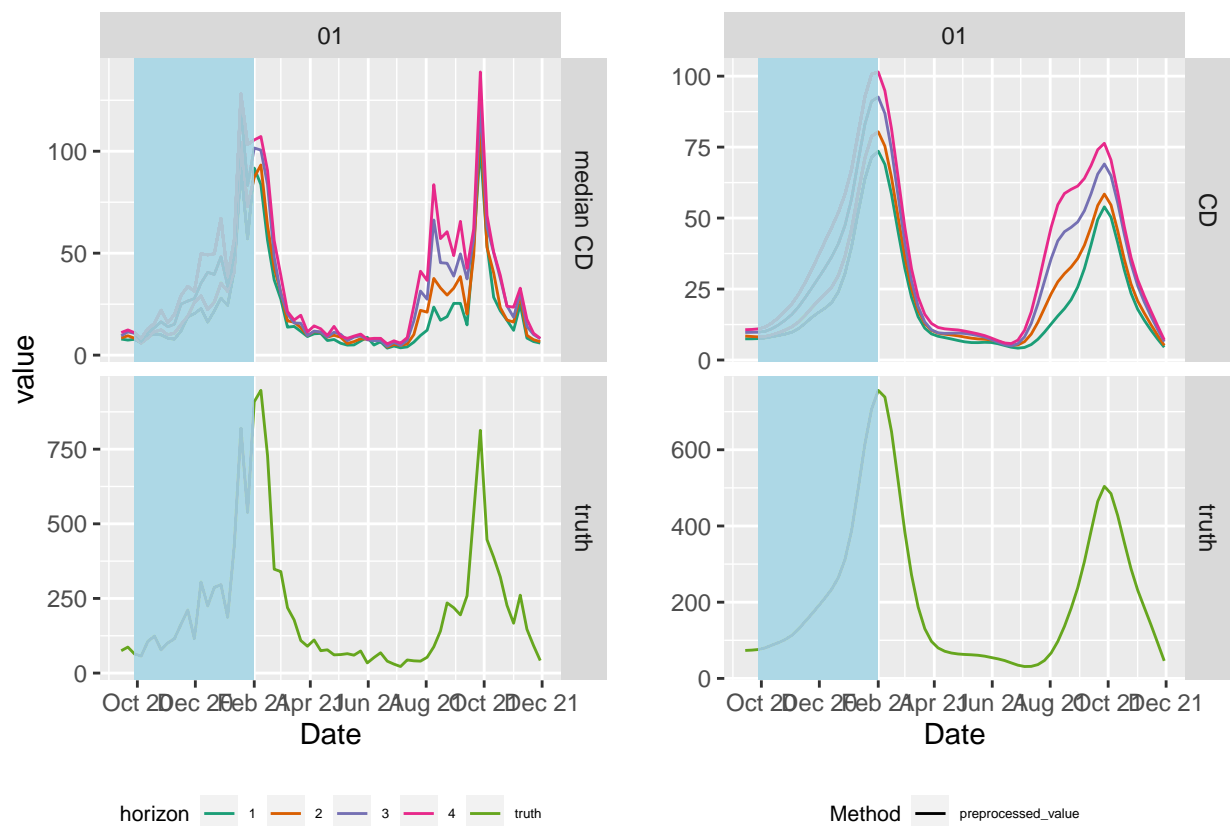 01
01
median CD
CD
value
truth
truth
0
50
100
0
250
500
750
0
25
50
75
100
0
200
400
600
Oct 20 Dec 20 Feb 21 Apr 21 Jun 21 Aug 21 Oct 21 Dec 21
Oct 20 Dec 20 Feb 21 Apr 21 Jun 21 Aug 21 Oct 21 Dec 21
Date
Date
horizon 1 2 3 4 truth
Method preprocessed_value